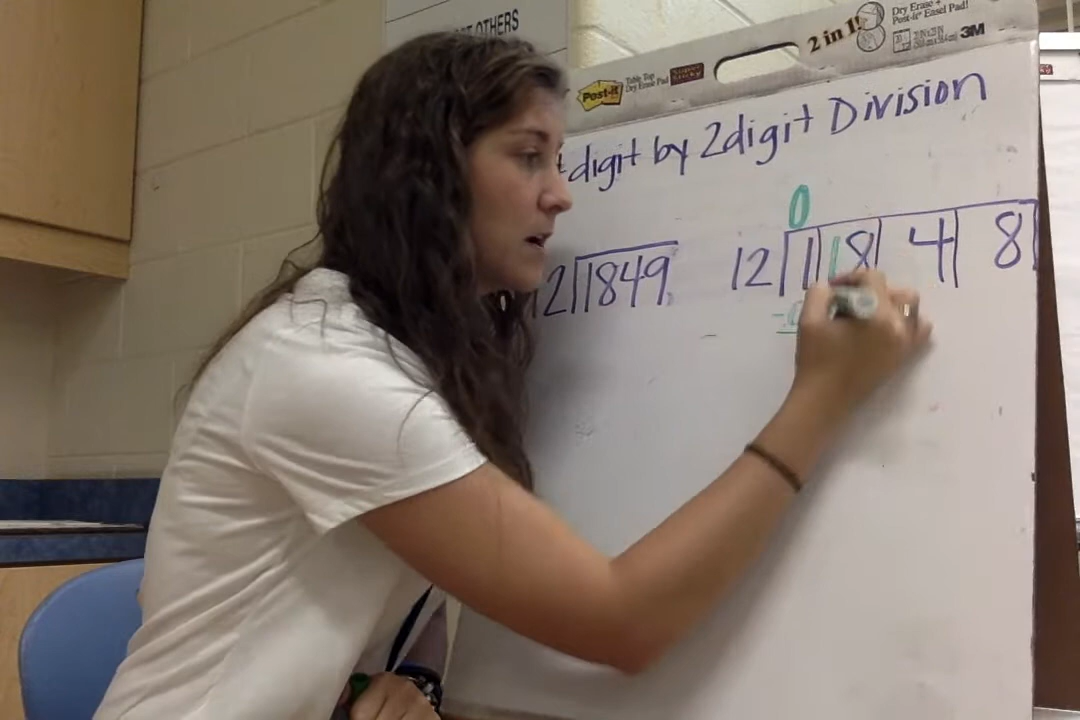 OTHERS
Post-it Table Top Dry Erase Pad Super Sticky 2 in 1! Dry Erase + Post-it® Easel Pad! 3M
digit by 2digit Division
0
2 1849 12 1 18 4 8
-0